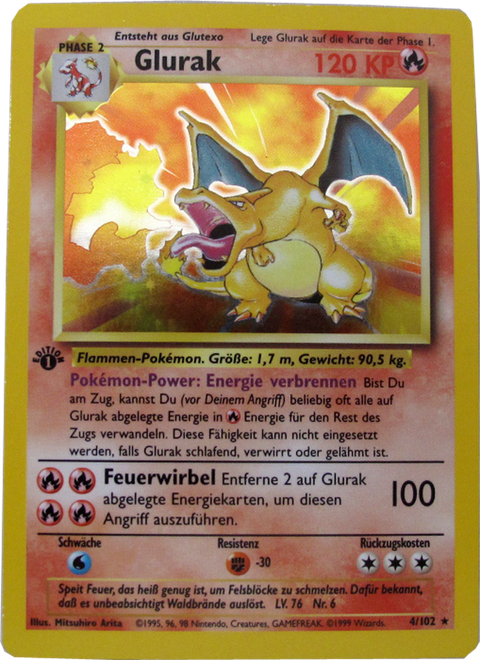 Entsteht aus Glutexo Lege Glurak auf die Karte der Phase 1.
PHASE 2
Glurak 120 KP
EDITION
1
Flammen-Pokémon. Größe: 1,7 m, Gewicht: 90,5 kg.
Pokémon-Power: Energie verbrennen Bist Du
am Zug, kannst Du (vor Deinem Angriff) beliebig oft alle auf
Glurak abgelegte Energie in Energie für den Rest des
Zugs verwandeln. Diese Fähigkeit kann nicht eingesetzt
werden, falls Glurak schlafend, verwirrt oder gelähmt ist.
Feuerwirbel Entferne 2 auf Glurak
abgelegte Energiekarten, um diesen
Angriff auszuführen.
100
Schwäche Resistenz Rückzugskosten
-30
Speit Feuer, das heiß genug ist, um Felsblöcke zu schmelzen. Dafür bekannt,
daß es unbeabsichtigt Waldbrände auslöst. LV. 76 Nr. 6
Illus. Mitsuhiro Arita ©1995, 96, 98 Nintendo, Creatures, GAMEFREAK. ©1999 Wizards. 4/102 ★